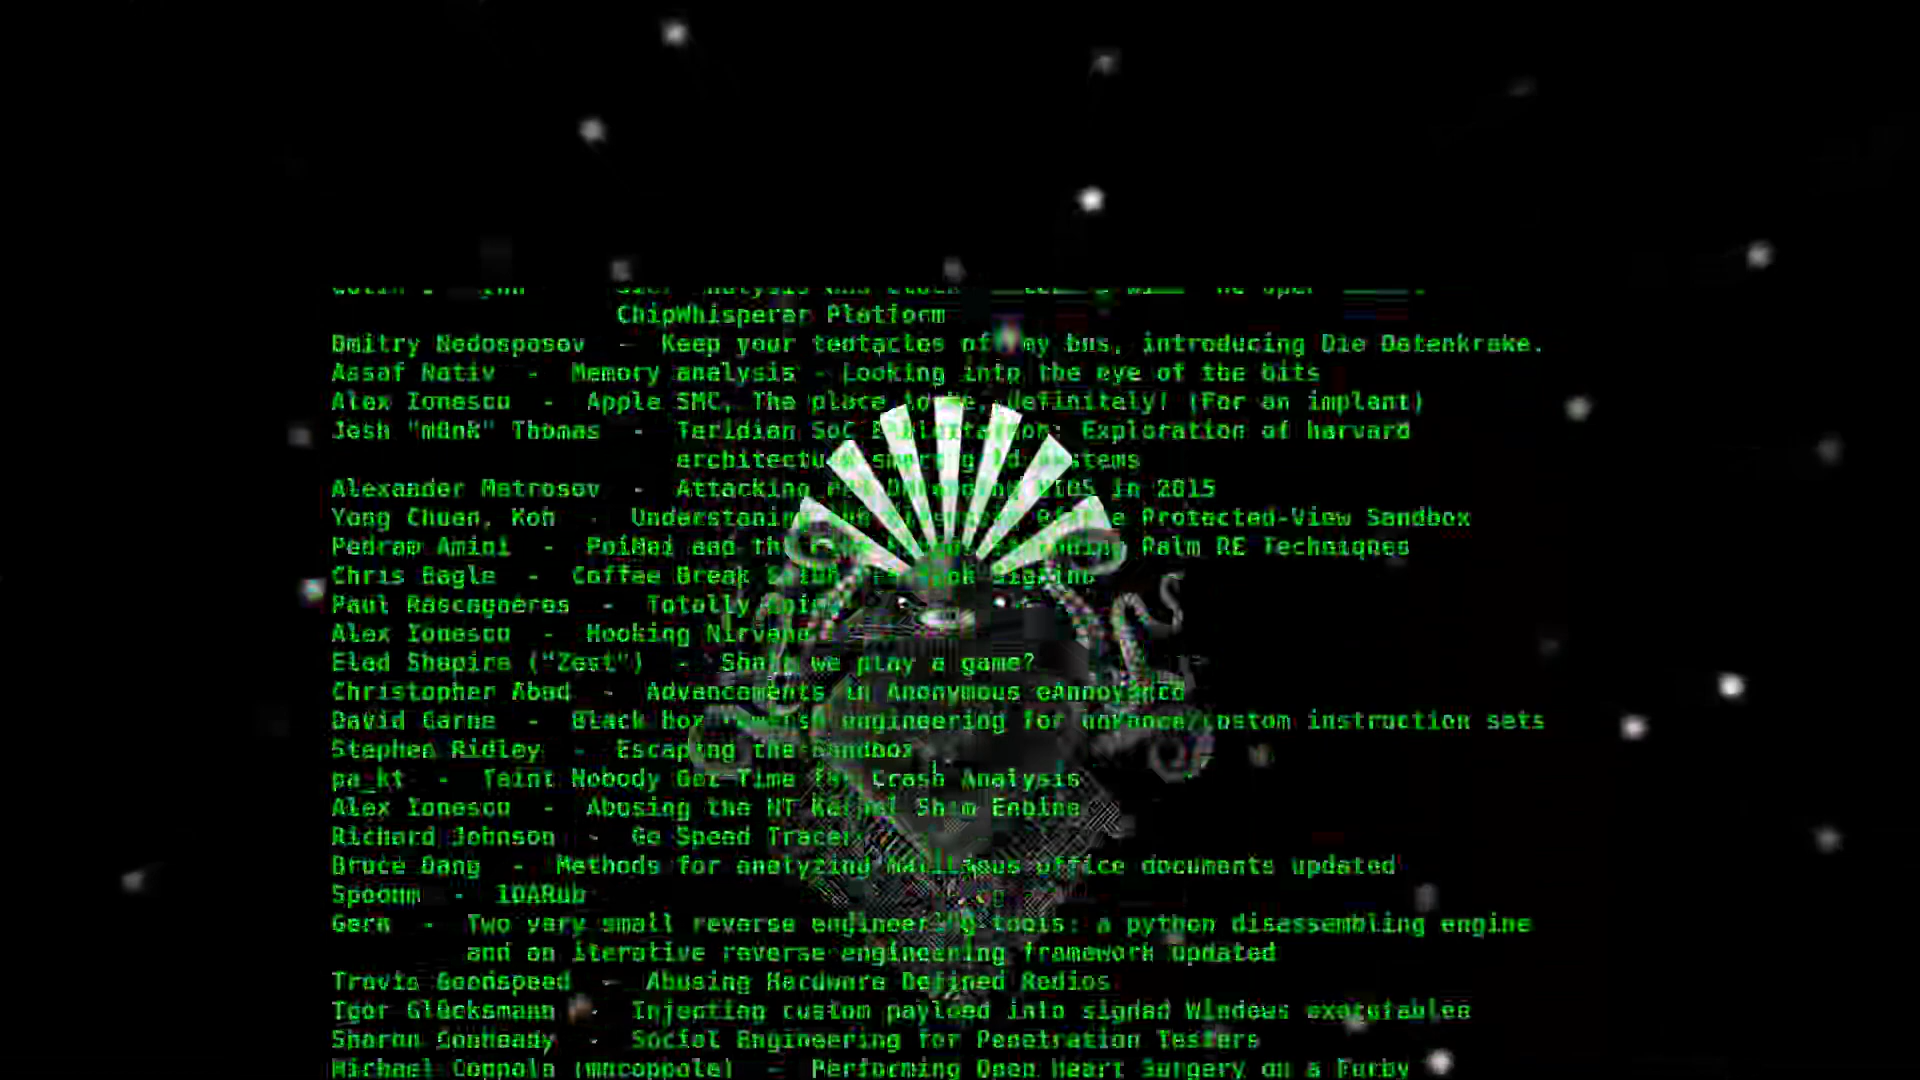 ChipWhisperer Platform
Dmitry Nedospasov - Keep your tentacles off my bus, introducing Die Datenkrake.
Assaf Nativ - Memory analysis - Looking into the eye of the bits
Alex Ionescu - Apple SMC, The place to be, definitely! (For an implant)
Josh "m0nk" Thomas - Teridian SoC Exploitation: Exploration of harvard
architecture smart grid systems
Alexander Matrosov - Attacking and Defending BIOS in 2015
Yong Chuan, Koh - Understanding the Protected-View Sandbox
Pedram Amini - PaiMei and the Palm RE Techniques
Chris Eagle - Coffee Break Book Signing
Paul Rascagneres - Totally
Alex Ionescu - Hooking Nirvana
Elad Shapira ("Zest") - Shall we play a game?
Christopher Abad - Advancements in Anonymous eAnnoyance
David Carne - Black Box reverse engineering for unknown/custom instruction sets
Stephen Ridley - Escaping the Sandbox
pa_kt - Taint Nobody Got Time for Crash Analysis
Alex Ionescu - Abusing the NT Kernel Shim Engine
Richard Johnson - Go Speed Tracer
Bruce Dang - Methods for analyzing malicious office documents updated
Spoonm - IDARub
Gera - Two very small reverse engineering tools: a python disassembling engine
and an iterative reverse engineering framework updated
Travis Goodspeed - Abusing Hardware Defined Radios
Igor Glücksmann - Injecting custom payload into signed Windows executables
Sharon Conheady - Social Engineering for Penetration Testers
Michael Coppola (mncoppola) - Performing Open Heart Surgery on a Furby